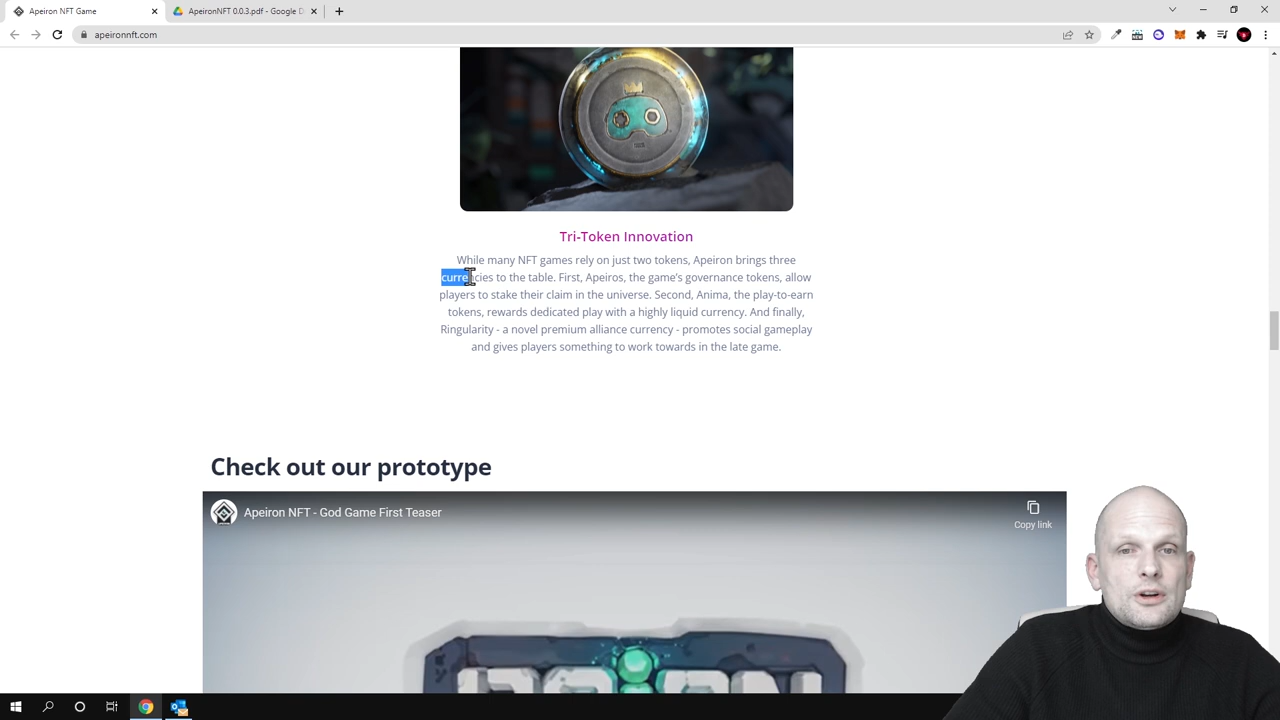 Apeiron NFT Game
ApeironNFT 0.0.3.pdf - Google D
apeironnft.com
Tri-Token Innovation
While many NFT games rely on just two tokens, Apeiron brings three
currencies to the table. First, Apeiros, the game's governance tokens, allow
players to stake their claim in the universe. Second, Anima, the play-to-earn
tokens, rewards dedicated play with a highly liquid currency. And finally,
Ringularity - a novel premium alliance currency - promotes social gameplay
and gives players something to work towards in the late game.
Check out our prototype
Apeiron NFT - God Game First Teaser
Copy link